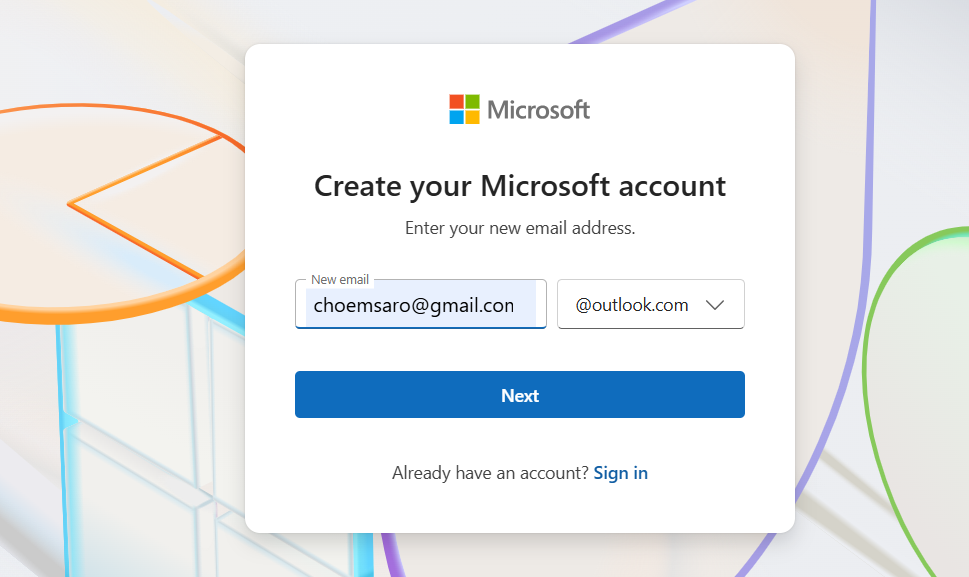 Microsoft
Create your Microsoft account
Enter your new email address.
New email
choemsaro@gmail.con
@outlook.com
Next
Already have an account? Sign in